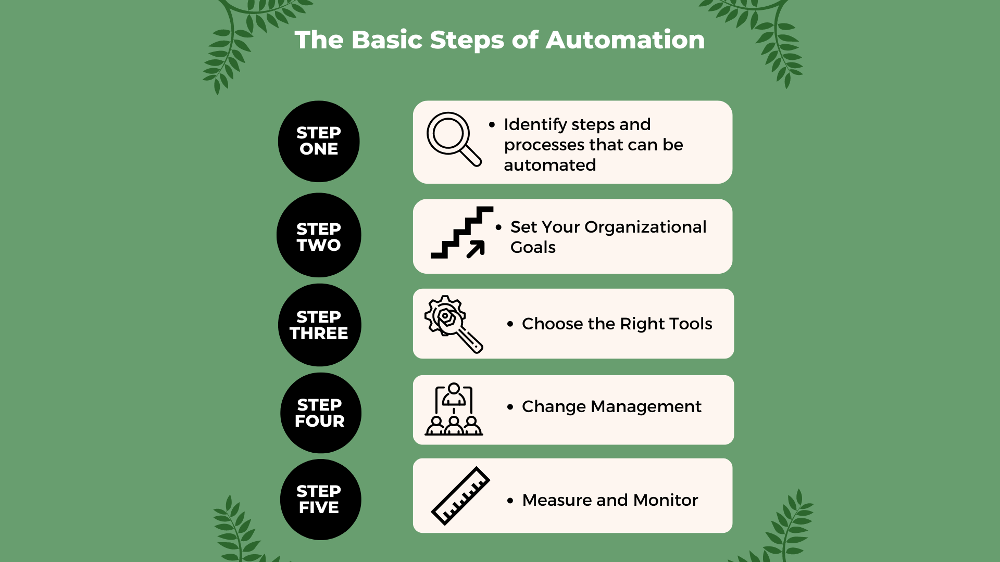 The Basic Steps of Automation
STEP
ONE
• Identify steps and
processes that can be
automated
STEP
TWO
• Set Your Organizational
Goals
STEP
THREE
• Choose the Right Tools
STEP
FOUR
• Change Management
STEP
FIVE
• Measure and Monitor